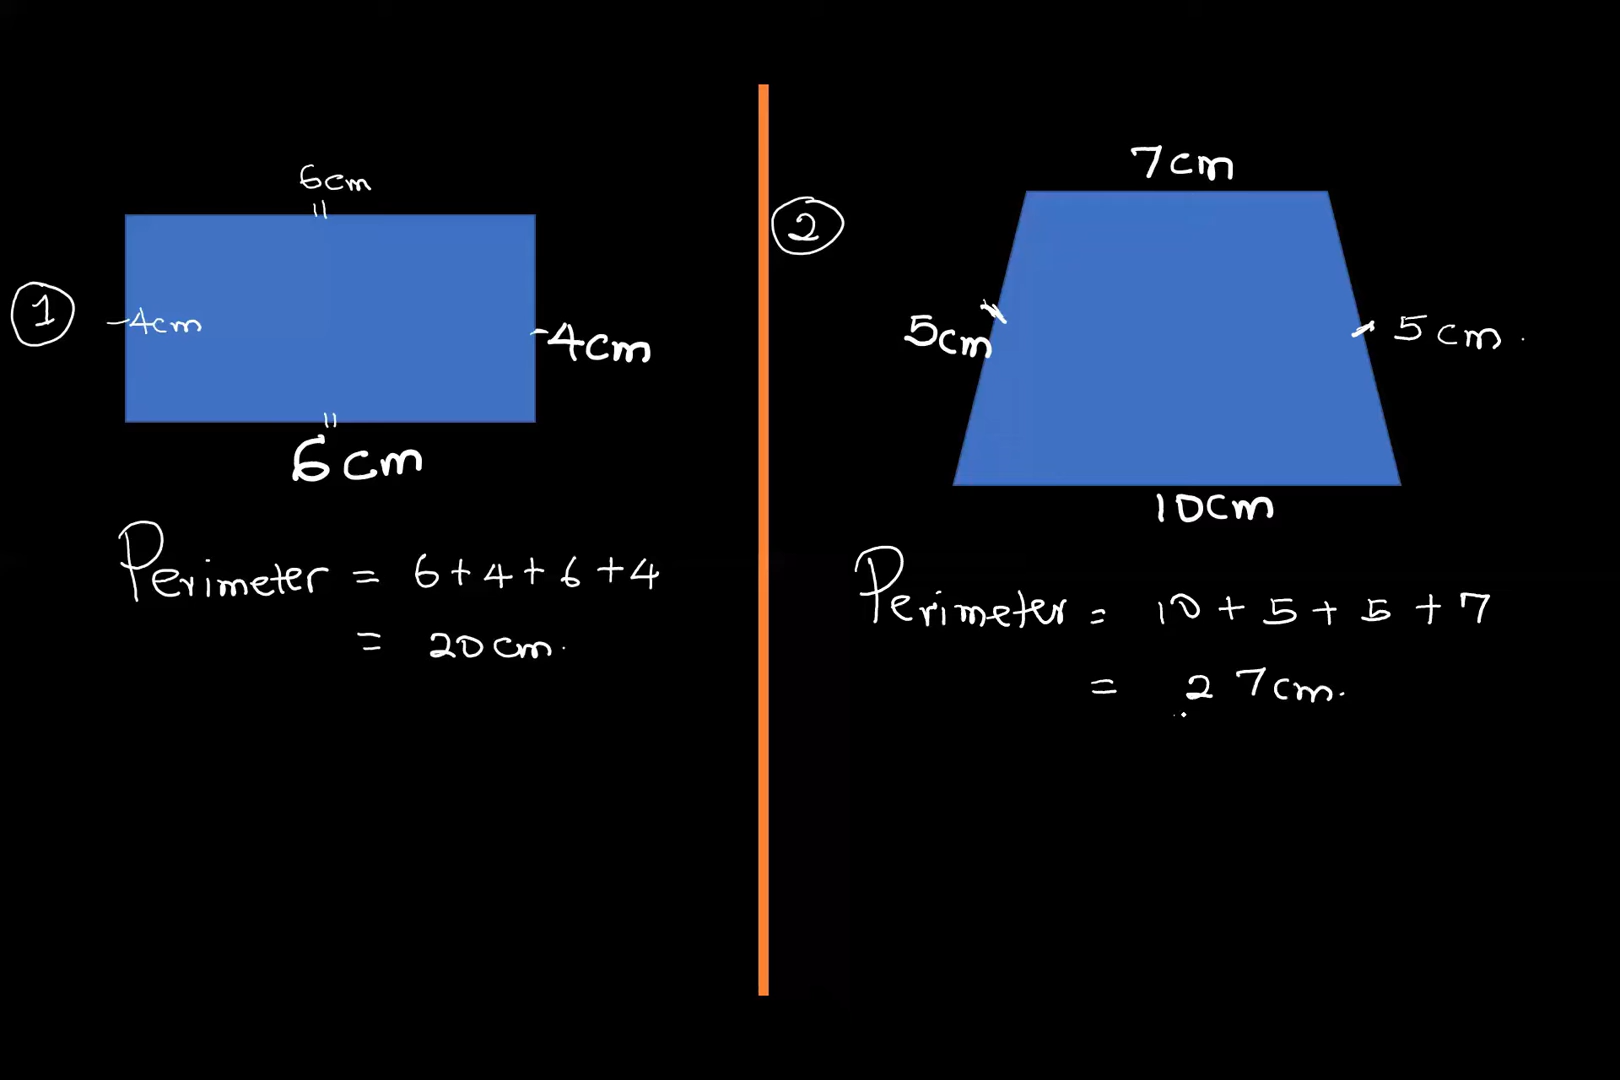 1
6cm
4cm
4cm
6cm
Perimeter = 6+4+6+4
= 20cm.
2
7cm
5cm
5cm.
10cm
Perimeter = 10 + 5 + 5 + 7
= 27cm.